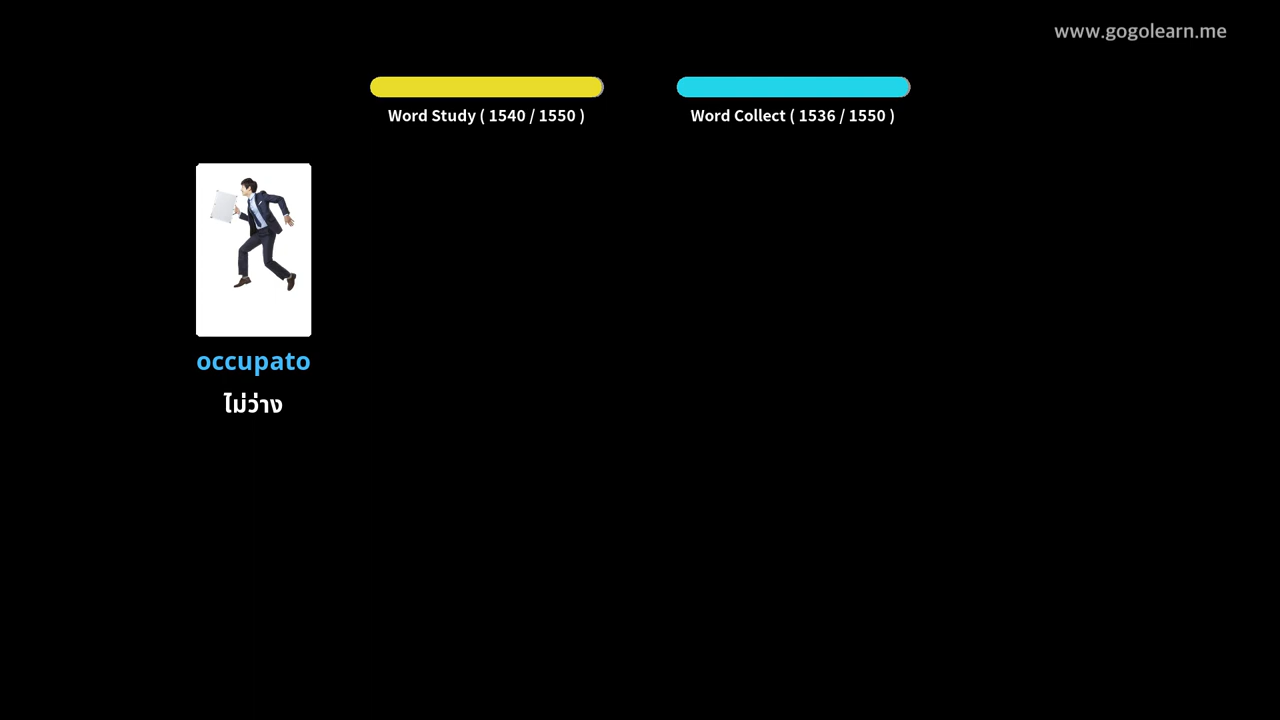 www.gogolearn.me
Word Study ( 1540 / 1550 )
Word Collect ( 1536 / 1550 )
occupato
ไม่ว่าง